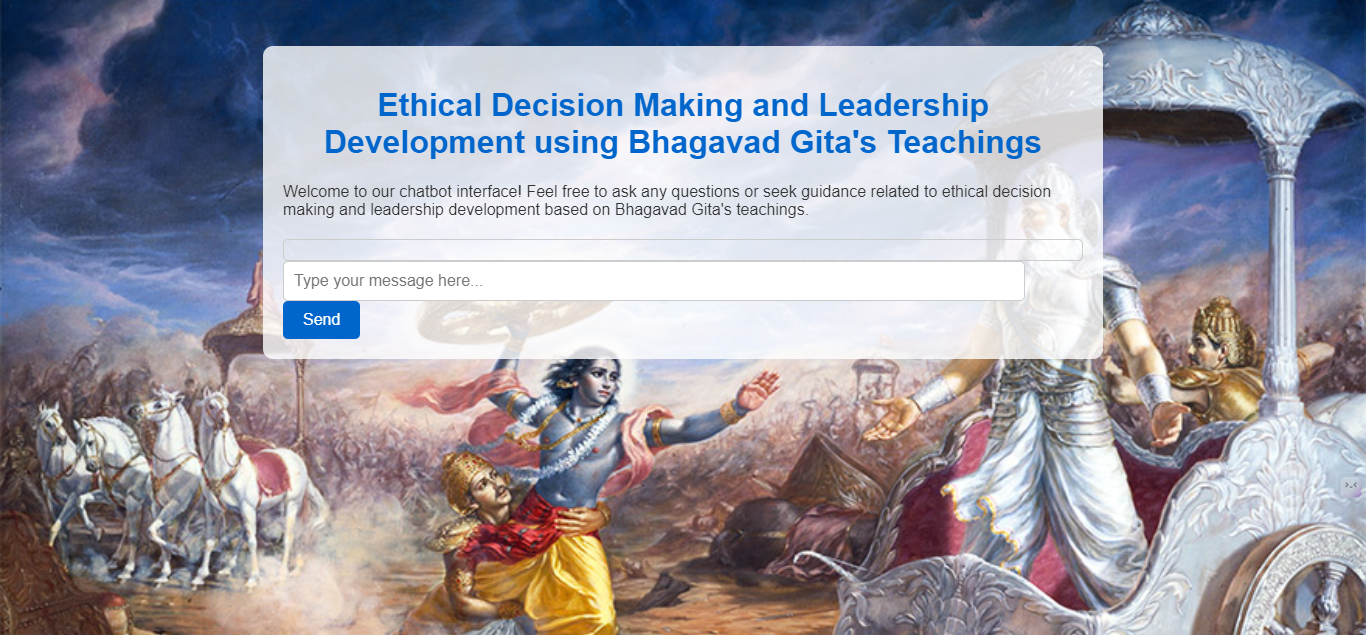 Ethical Decision Making and Leadership
Development using Bhagavad Gita's Teachings
Welcome to our chatbot interface! Feel free to ask any questions or seek guidance related to ethical decision
making and leadership development based on Bhagavad Gita's teachings.
Type your message here...
Send